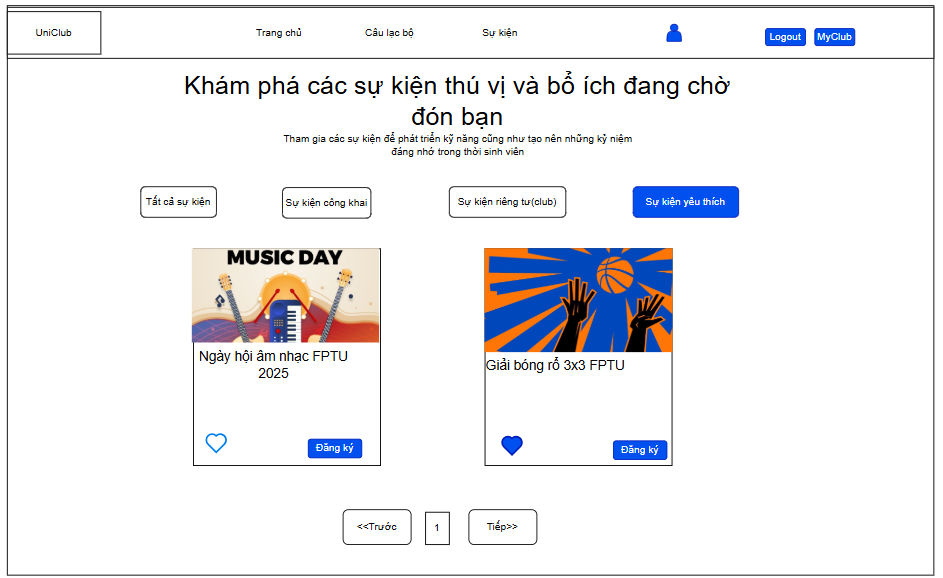 UniClub
Trang chủ
Câu lạc bộ
Sự kiện
Logout
MyClub
Khám phá các sự kiện thú vị và bổ ích đang chờ
đón bạn
Tham gia các sự kiện để phát triển kỹ năng cũng như tạo nên những kỷ niệm
đáng nhớ trong thời sinh viên
Tất cả sự kiện
Sự kiện công khai
Sự kiện riêng tư(club)
Sự kiện yêu thích
MUSIC DAY
Ngày hội âm nhạc FPTU
2025
Đăng ký
Giải bóng rổ 3x3 FPTU
Đăng ký
<<Trước
1
Tiếp>>